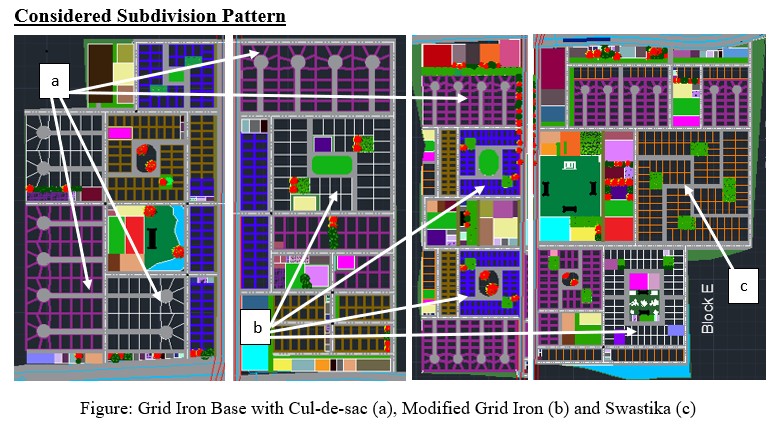 Considered Subdivision Pattern
a
b
c
Block E
Figure: Grid Iron Base with Cul-de-sac (a), Modified Grid Iron (b) and Swastika (c)